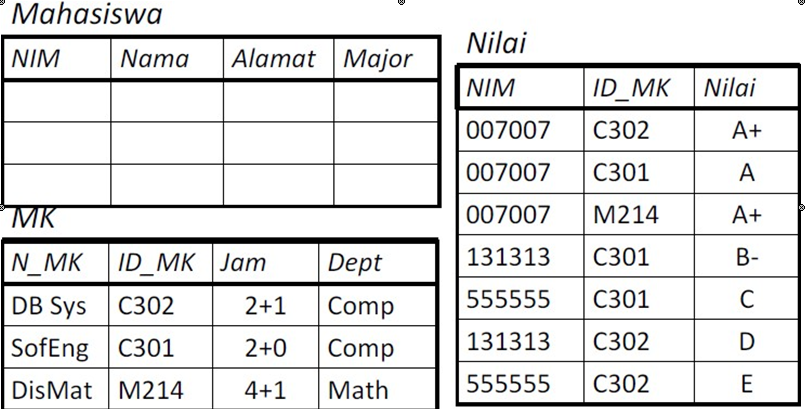 Mahasiswa
NIM Nama Alamat Major
MK
N_MK ID_MK Jam Dept
DB Sys C302 2+1 Comp
SofEng C301 2+0 Comp
DisMat M214 4+1 Math
Nilai
NIM ID_MK Nilai
007007 C302 A+
007007 C301 A
007007 M214 A+
131313 C301 B-
555555 C301 C
131313 C302 D
555555 C302 E